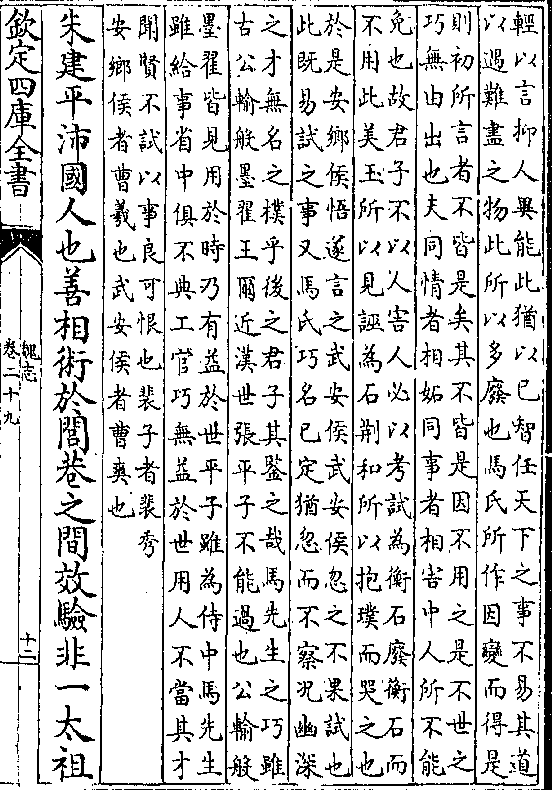 輕以言抑人異能此猶以已智任天下之事不易其道
以遇難盡之物此所以多廢也馬氏所作因變而得是
則初所言者不皆是矣其不皆是因不用之是不世之
巧無由出也夫同情者相妬同事者相害中人所不能
免也故君子不以人害人必以考試為衡石廢衡石而
不用此美玉所以見誣為石荆和所以抱璞而哭之也
於是安鄉侯悟遂言之武安侯武安侯忽之不果試也
此既易試之事又馬氏巧名已定猶忽而不察况幽深
之才無名之樸乎後之君子其鑒之哉馬先生之巧雖
古公輸般墨翟王爾近漢世張平子不能過也公輸般
墨翟皆見用於時乃有益於世平子雖為侍中馬先生
雖給事省中俱不典工官巧無益於世用人不當其才
聞賢不試以事良可恨也裴子者裴秀
安鄉侯者曹羲也武安侯者曹爽也
朱建平沛國人也善相術於閭巷之間效驗非一太祖
欽定四庫全書
魏志
卷二十九
十二